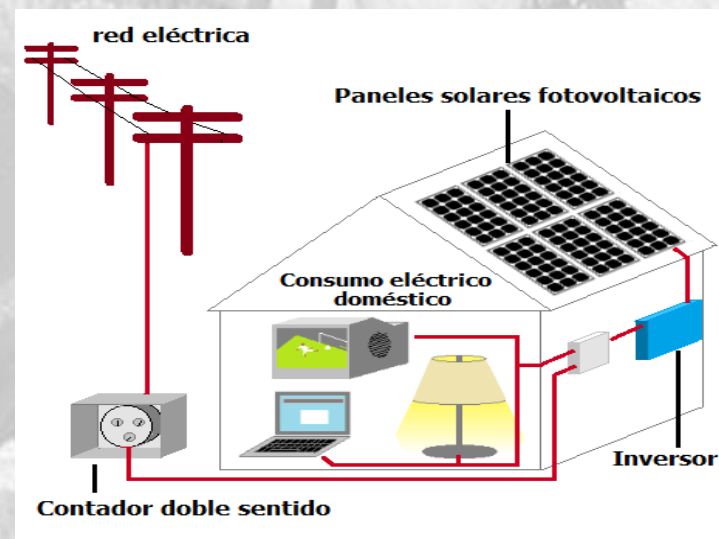 red eléctrica
Paneles solares fotovoltaicos
Consumo eléctrico
doméstico
Inversor
Contador doble sentido